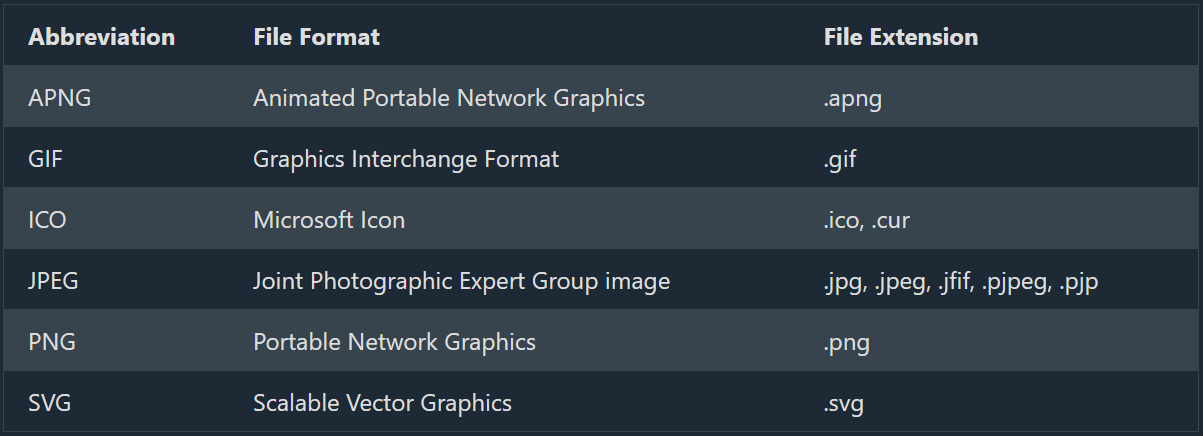 Abbreviation File Format File Extension
APNG Animated Portable Network Graphics .apng
GIF Graphics Interchange Format .gif
ICO Microsoft Icon .ico, .cur
JPEG Joint Photographic Expert Group image .jpg, .jpeg, .jfif, .pjpeg, .pjp
PNG Portable Network Graphics .png
SVG Scalable Vector Graphics .svg